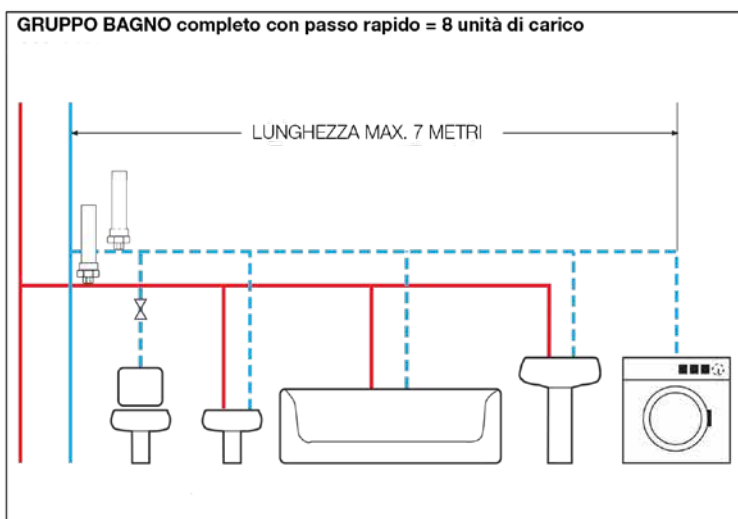 GRUPPO BAGNO completo con passo rapido = 8 unità di carico
LUNGHEZZA MAX. 7 METRI